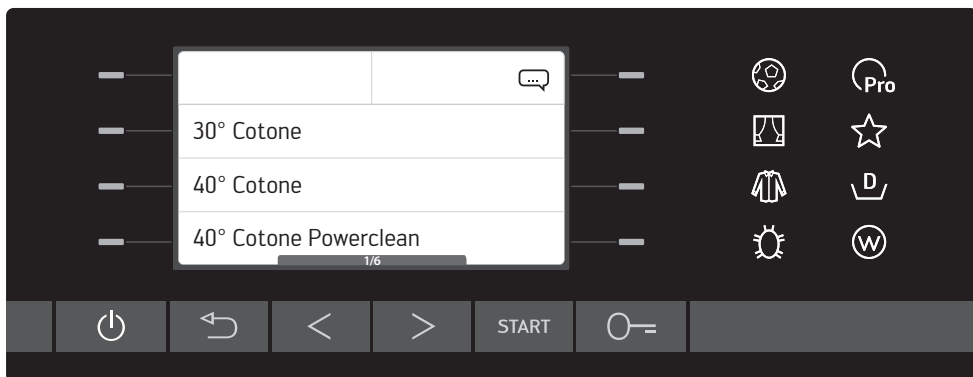 ...
30° Cotone
40° Cotone
40° Cotone Powerclean
1/6
Pro
D
W
START